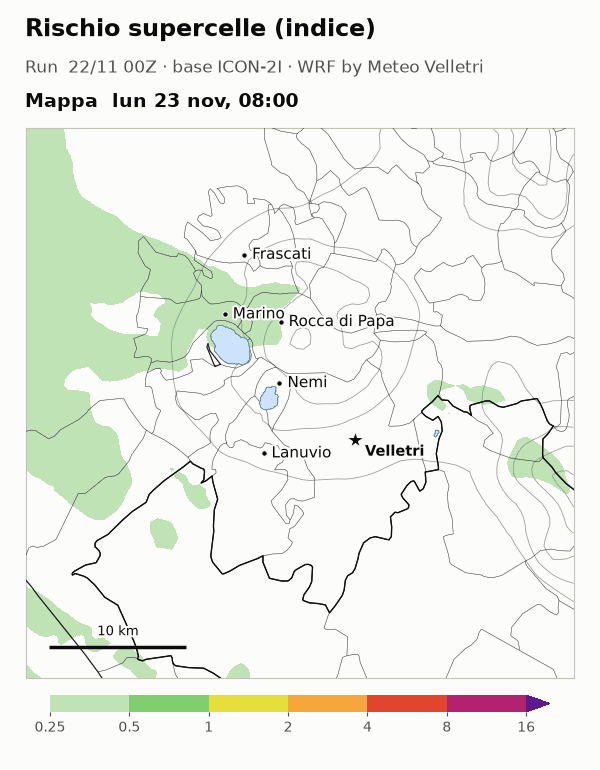 Rischio supercelle (indice)
Run  22/11 00Z · base ICON-2I · WRF by Meteo Velletri
Mappa  lun 23 nov, 08:00
Frascati
Marino
Rocca di Papa
Nemi
Velletri
Lanuvio
10 km
0.25 0.5 1 2 4 8 16